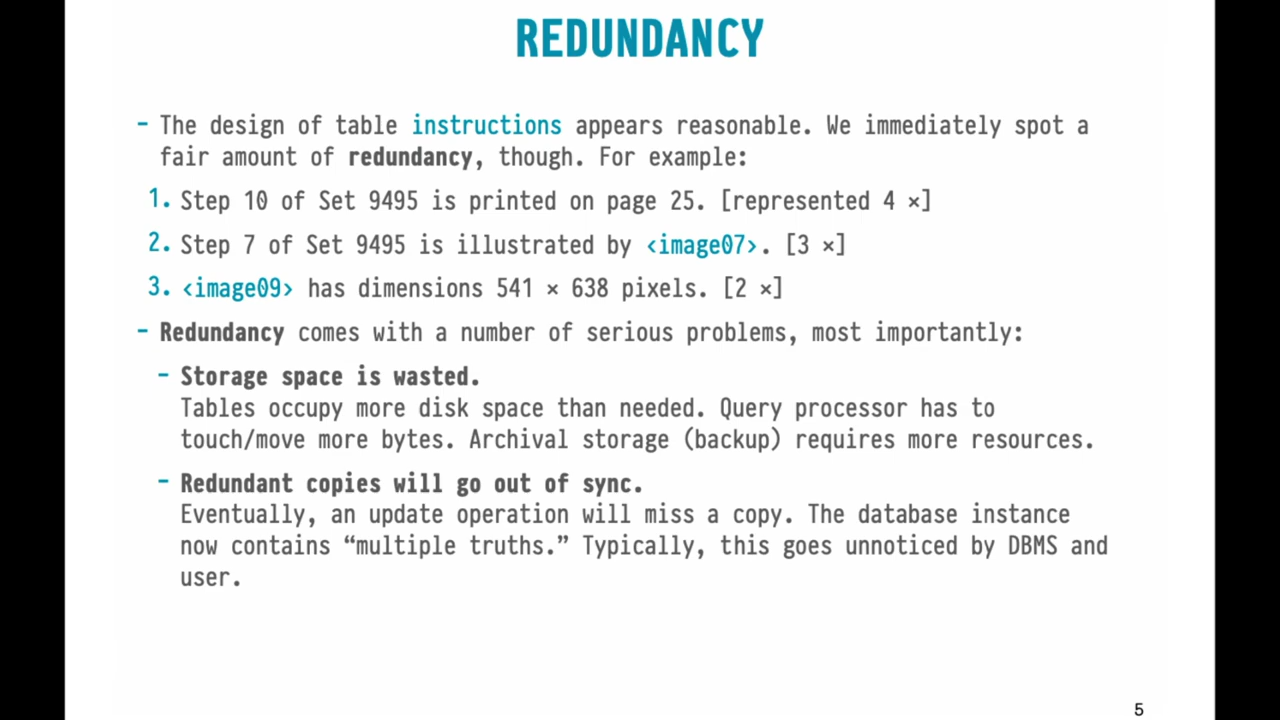 REDUNDANCY
- The design of table instructions appears reasonable. We immediately spot a
fair amount of redundancy, though. For example:
1. Step 10 of Set 9495 is printed on page 25. [represented 4 ×]
2. Step 7 of Set 9495 is illustrated by <image07>. [3 ×]
3. <image09> has dimensions 541 × 638 pixels. [2 ×]
- Redundancy comes with a number of serious problems, most importantly:
- Storage space is wasted.
Tables occupy more disk space than needed. Query processor has to
touch/move more bytes. Archival storage (backup) requires more resources.
- Redundant copies will go out of sync.
Eventually, an update operation will miss a copy. The database instance
now contains “multiple truths.” Typically, this goes unnoticed by DBMS and
user.
5